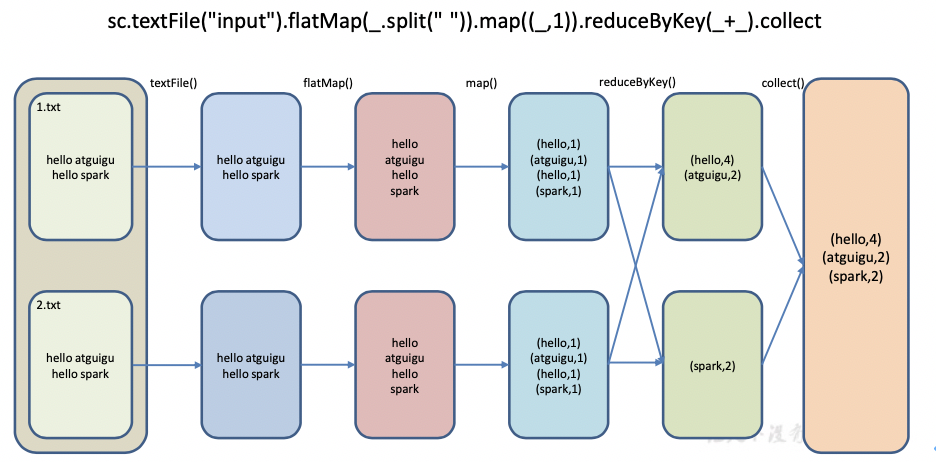 sc.textFile("input").flatMap(_.split(" ")).map((_,1)).reduceByKey(_+_).collect
textFile()
flatMap()
map()
reduceByKey()
collect()
1.txt
hello atguigu
hello spark
hello atguigu
hello spark
hello
atguigu
hello
spark
(hello,1)
(atguigu,1)
(hello,1)
(spark,1)
(hello,4)
(atguigu,2)
(hello,4)
(atguigu,2)
(spark,2)
2.txt
hello atguigu
hello spark
hello atguigu
hello spark
hello
atguigu
hello
spark
(hello,1)
(atguigu,1)
(hello,1)
(spark,1)
(spark,2)